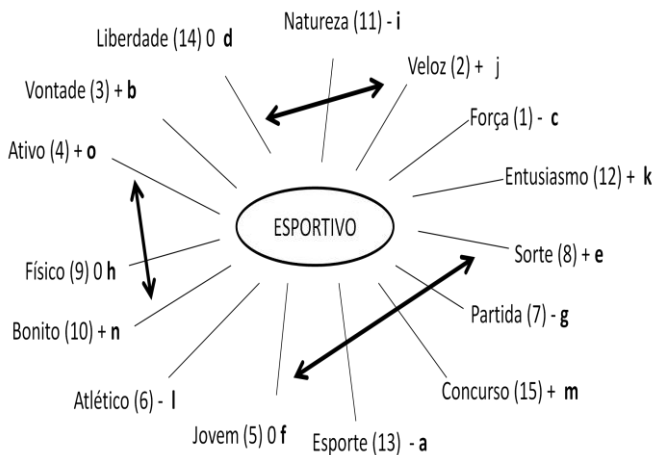 Natureza (11) - i
Liberdade (14) 0 d
Veloz (2) + j
Vontade (3) + b
Força (1) - c
Ativo (4) + o
Entusiasmo (12) + k
ESPORTIVO
Sorte (8) + e
Físico (9) 0 h
Partida (7) - g
Bonito (10) + n
Concurso (15) + m
Atlético (6) - l
Jovem (5) 0 f
Esporte (13) - a